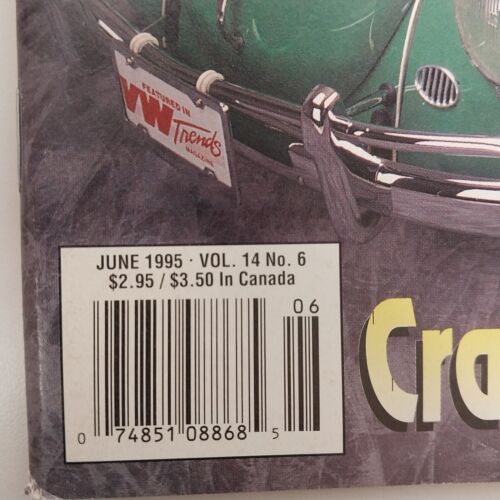 FEATURED IN
VW
Trends
MAGAZINE
JUNE 1995 · VOL. 14 No. 6
$2.95 / $3.50 In Canada
06
0 74851 08868 5
Cra